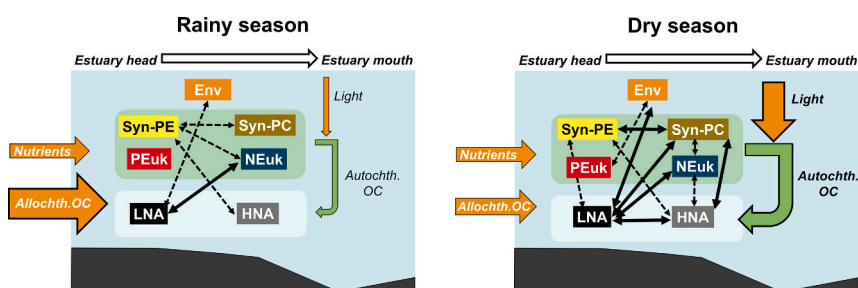 Rainy season
Estuary head
Estuary mouth
Env
Light
Syn-PE
Syn-PC
Nutrients
PEuk
NEuk
Autochth.
OC
Allochth.OC
LNA
HNA
Dry season
Estuary head
Estuary mouth
Env
Light
Syn-PE
Syn-PC
Nutrients
PEuk
NEuk
Autochth.
OC
Allochth.OC
LNA
HNA